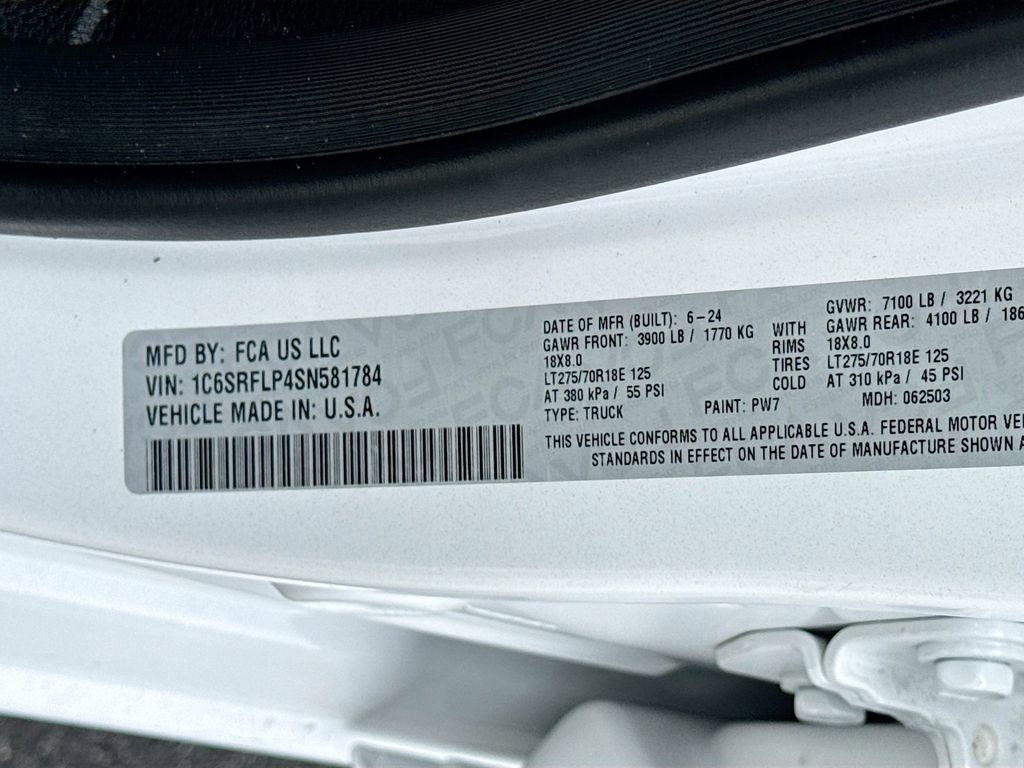 MFD BY: FCA US LLC
VIN: 1C6SRFLP4SN581784
VEHICLE MADE IN: U.S.A.
DATE OF MFR (BUILT): 6-24
GAWR FRONT: 3900 LB / 1770 KG
18X8.0
LT275/70R18E 125
AT 380 kPa / 55 PSI
TYPE: TRUCK
PAINT: PW7
WITH
RIMS
TIRES
COLD
GVWR: 7100 LB / 3221 KG
GAWR REAR: 4100 LB /
18X8.0
LT275/70R18E 125
AT 310 kPa / 45 PSI
MDH: 062503
THIS VEHICLE CONFORMS TO ALL APPLICABLE U.S.A. FEDERAL MOTOR
STANDARDS IN EFFECT ON THE DATE OF MANUFACTURE SHOWN